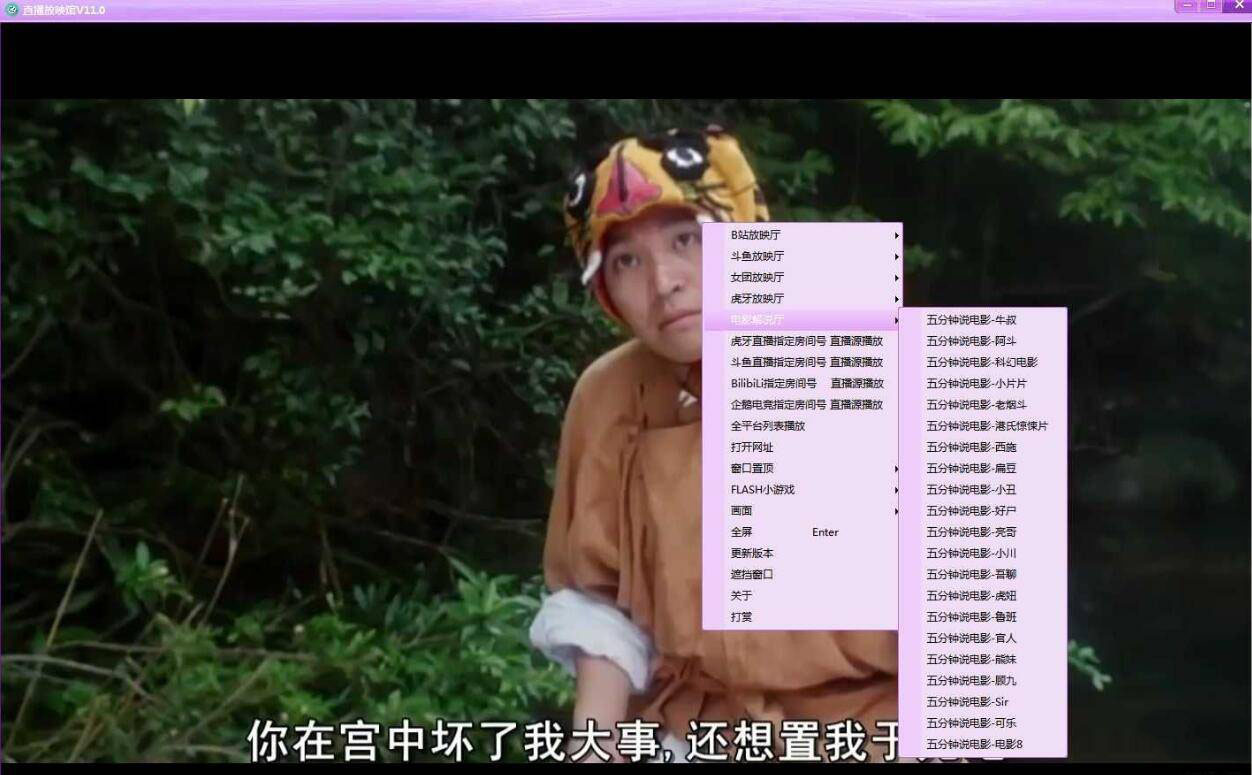 直播放映馆V11.0
B站放映厅
斗鱼放映厅
女团放映厅
虎牙放映厅
电影解说厅
虎牙直播指定房间号 直播源播放
斗鱼直播指定房间号 直播源播放
BilibiLi指定房间号 直播源播放
企鹅电竞指定房间号 直播源播放
全平台列表播放
打开网址
窗口置顶
FLASH小游戏
画面
全屏 Enter
更新版本
遮挡窗口
关于
打赏
五分钟说电影-牛叔
五分钟说电影-阿斗
五分钟说电影-科幻电影
五分钟说电影-小片片
五分钟说电影-老烟斗
五分钟说电影-港氏惊悚片
五分钟说电影-西施
五分钟说电影-扁豆
五分钟说电影-小丑
五分钟说电影-好尸
五分钟说电影-亮哥
五分钟说电影-小川
五分钟说电影-吾聊
五分钟说电影-虎妞
五分钟说电影-鲁班
五分钟说电影-官人
五分钟说电影-熊妹
五分钟说电影-顾九
五分钟说电影-Sir
五分钟说电影-可乐
五分钟说电影-电影8
你在宫中坏了我大事,还想置我于